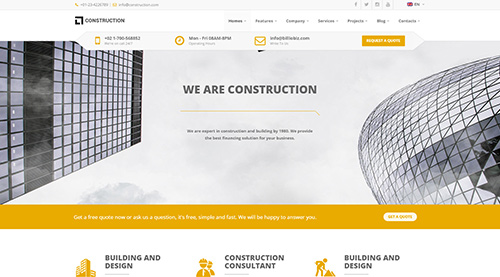 +01-23-4228789 - info@construction.com
EN
CONSTRUCTION
Homes Features Company Services Projects Blog Contacts
+02 1-760-568052
We're on call 24/7
Mon - Fri 08AM-8PM
Operating Hours
info@killinbiz.com
Write To Us
REQUEST A QUOTE
WE ARE CONSTRUCTION
We are expert in construction and building by 1980. We provide
the best financing solution for your business.
Get a free quote now or ask us a question, it's free, simple and fast. We will be happy to answer you.
GET A QUOTE
BUILDING AND
DESIGN
CONSTRUCTION
CONSULTANT
BUILDING AND
DESIGN